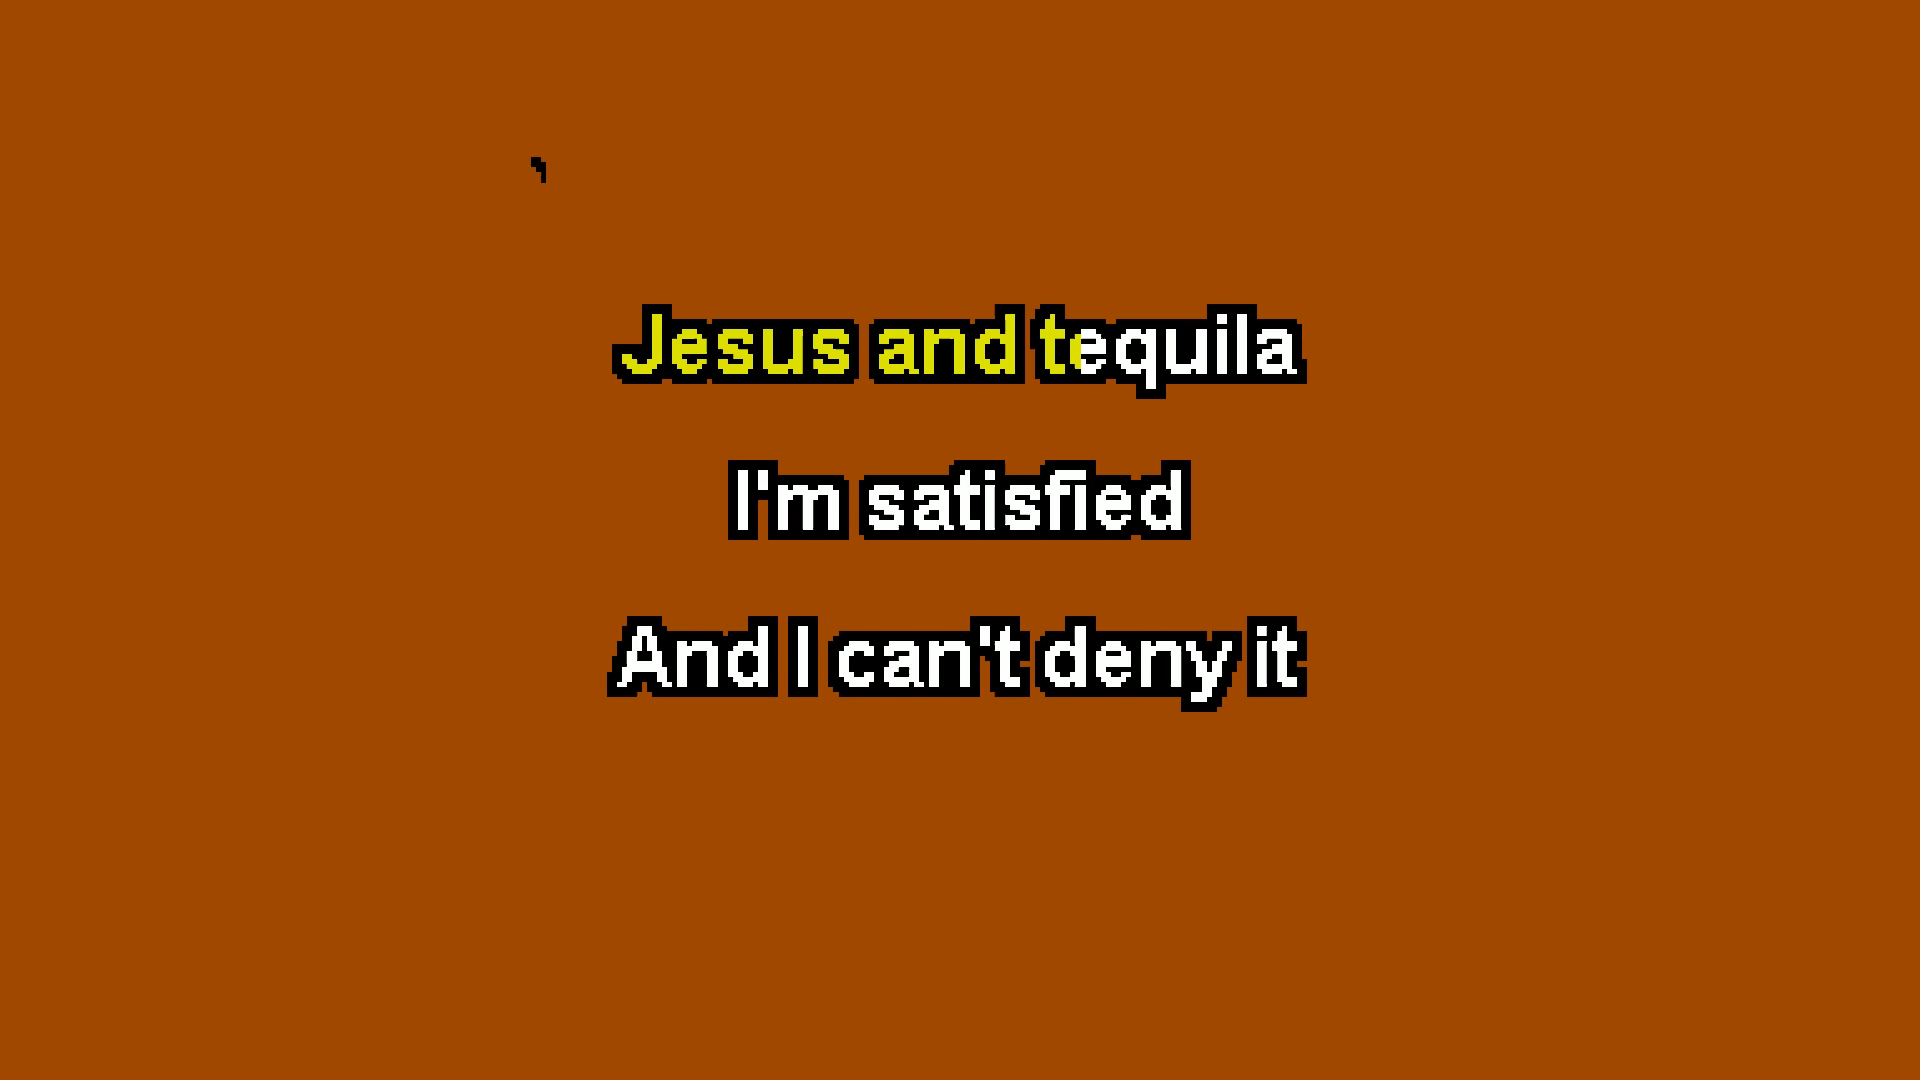 Jesus and tequila
I'm satisfied
And I can't deny it